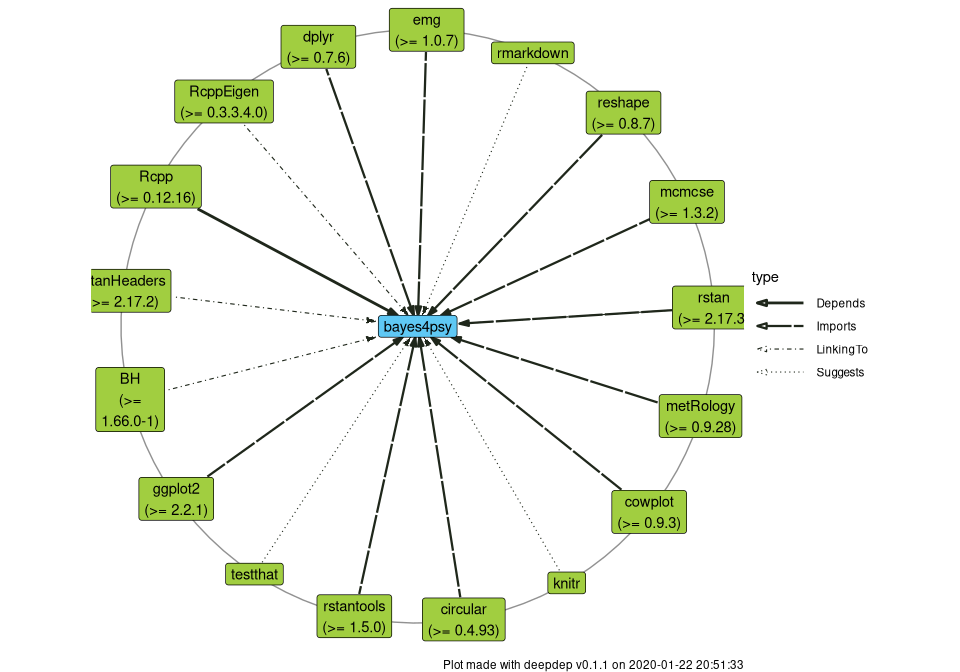 emg
(>= 1.0.7)
dplyr
(>= 0.7.6)
rmarkdown
RcppEigen
(>= 0.3.3.4.0)
reshape
(>= 0.8.7)
Rcpp
(>= 0.12.16)
mcmcse
(>= 1.3.2)
tanHeaders
>= 2.17.2)
rstan
(>= 2.17.3
bayes4psy
type
Depends
Imports
LinkingTo
Suggests
BH
(>=
1.66.0-1)
metRology
(>= 0.9.28)
ggplot2
(>= 2.2.1)
cowplot
(>= 0.9.3)
testthat
knitr
rstantools
(>= 1.5.0)
circular
(>= 0.4.93)
Plot made with deepdep v0.1.1 on 2020-01-22 20:51:33